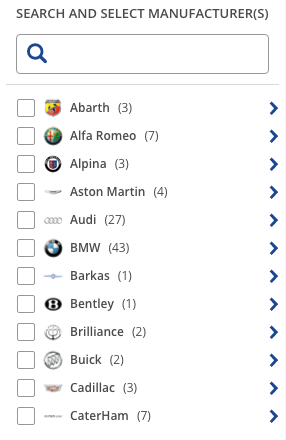 SEARCH AND SELECT MANUFACTURER(S)
Abarth (3)
Alfa Romeo (7)
Alpina (3)
Aston Martin (4)
Audi (27)
BMW (43)
Barkas (1)
Bentley (1)
Brilliance (2)
Buick (2)
Cadillac (3)
CaterHam (7)